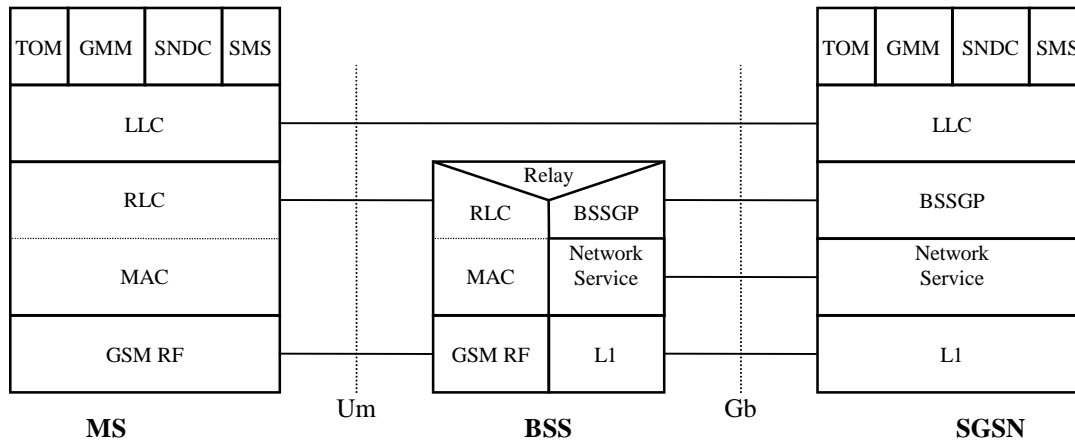 TOM GMM SNDC SMS TOM GMM SNDC SMS
LLC LLC
Relay
RLC RLC BSSGP BSSGP
MAC MAC Network Service Network Service
GSM RF GSM RF L1 L1
Um Gb
MS BSS SGSN